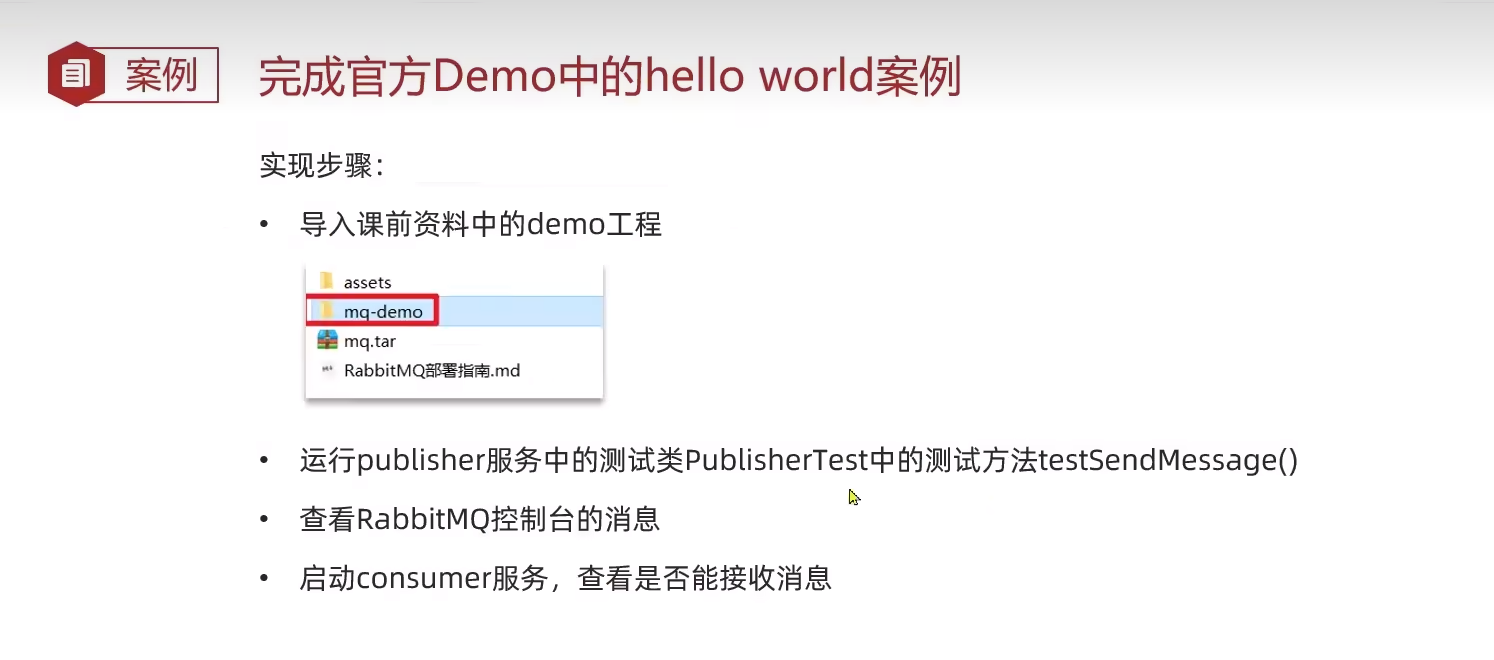 案例
完成官方Demo中的hello world案例
实现步骤：
• 导入课前资料中的demo工程
assets
mq-demo
mq.tar
RabbitMQ部署指南.md
• 运行publisher服务中的测试类PublisherTest中的测试方法testSendMessage()
• 查看RabbitMQ控制台的消息
• 启动consumer服务，查看是否能接收消息